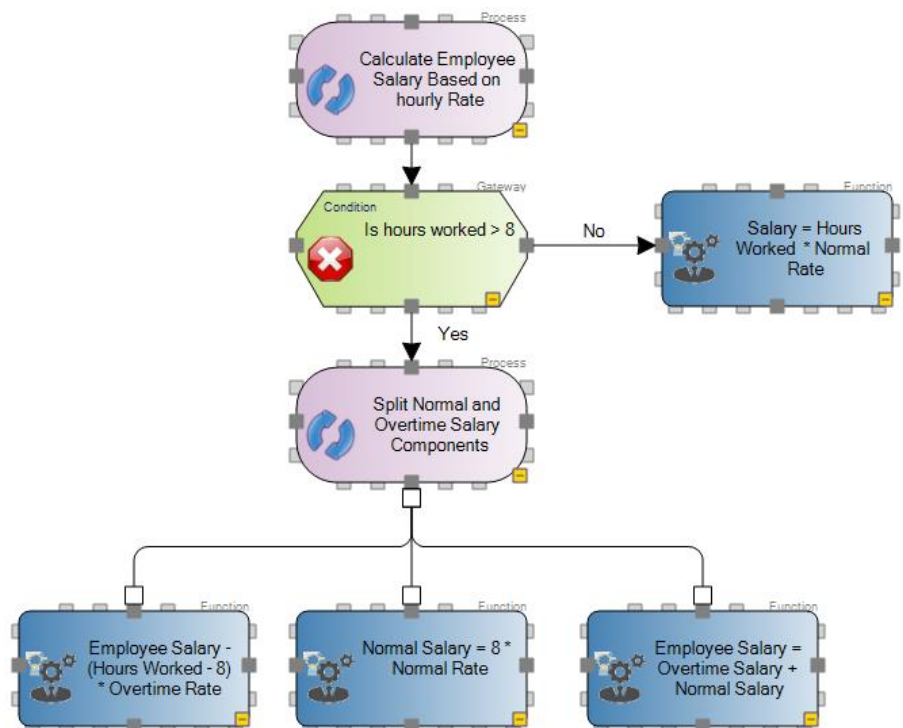 Process
Calculate Employee
Salary Based on
hourly Rate
Gateway
Condition
Is hours worked > 8
No
Function
Salary = Hours
Worked * Normal
Rate
Yes
Process
Split Normal and
Overtime Salary
Components
Function
Employee Salary -
(Hours Worked - 8)
* Overtime Rate
Function
Normal Salary = 8 *
Normal Rate
Function
Employee Salary =
Overtime Salary +
Normal Salary